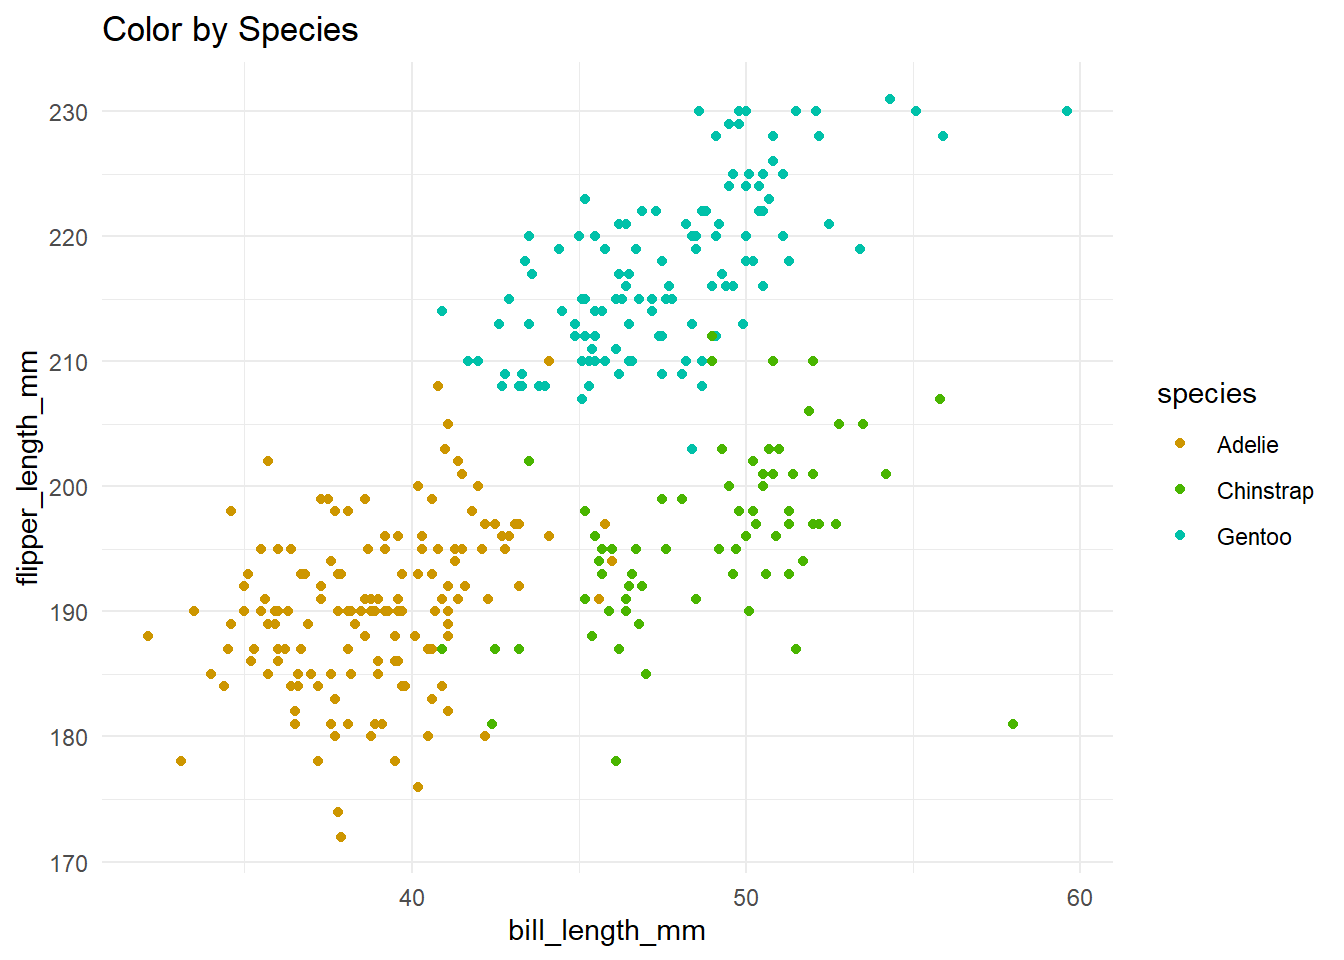 Color by Species
230
220
210
200
190
180
170
flipper_length_mm
40 50 60
bill_length_mm
species
Adelie
Chinstrap
Gentoo